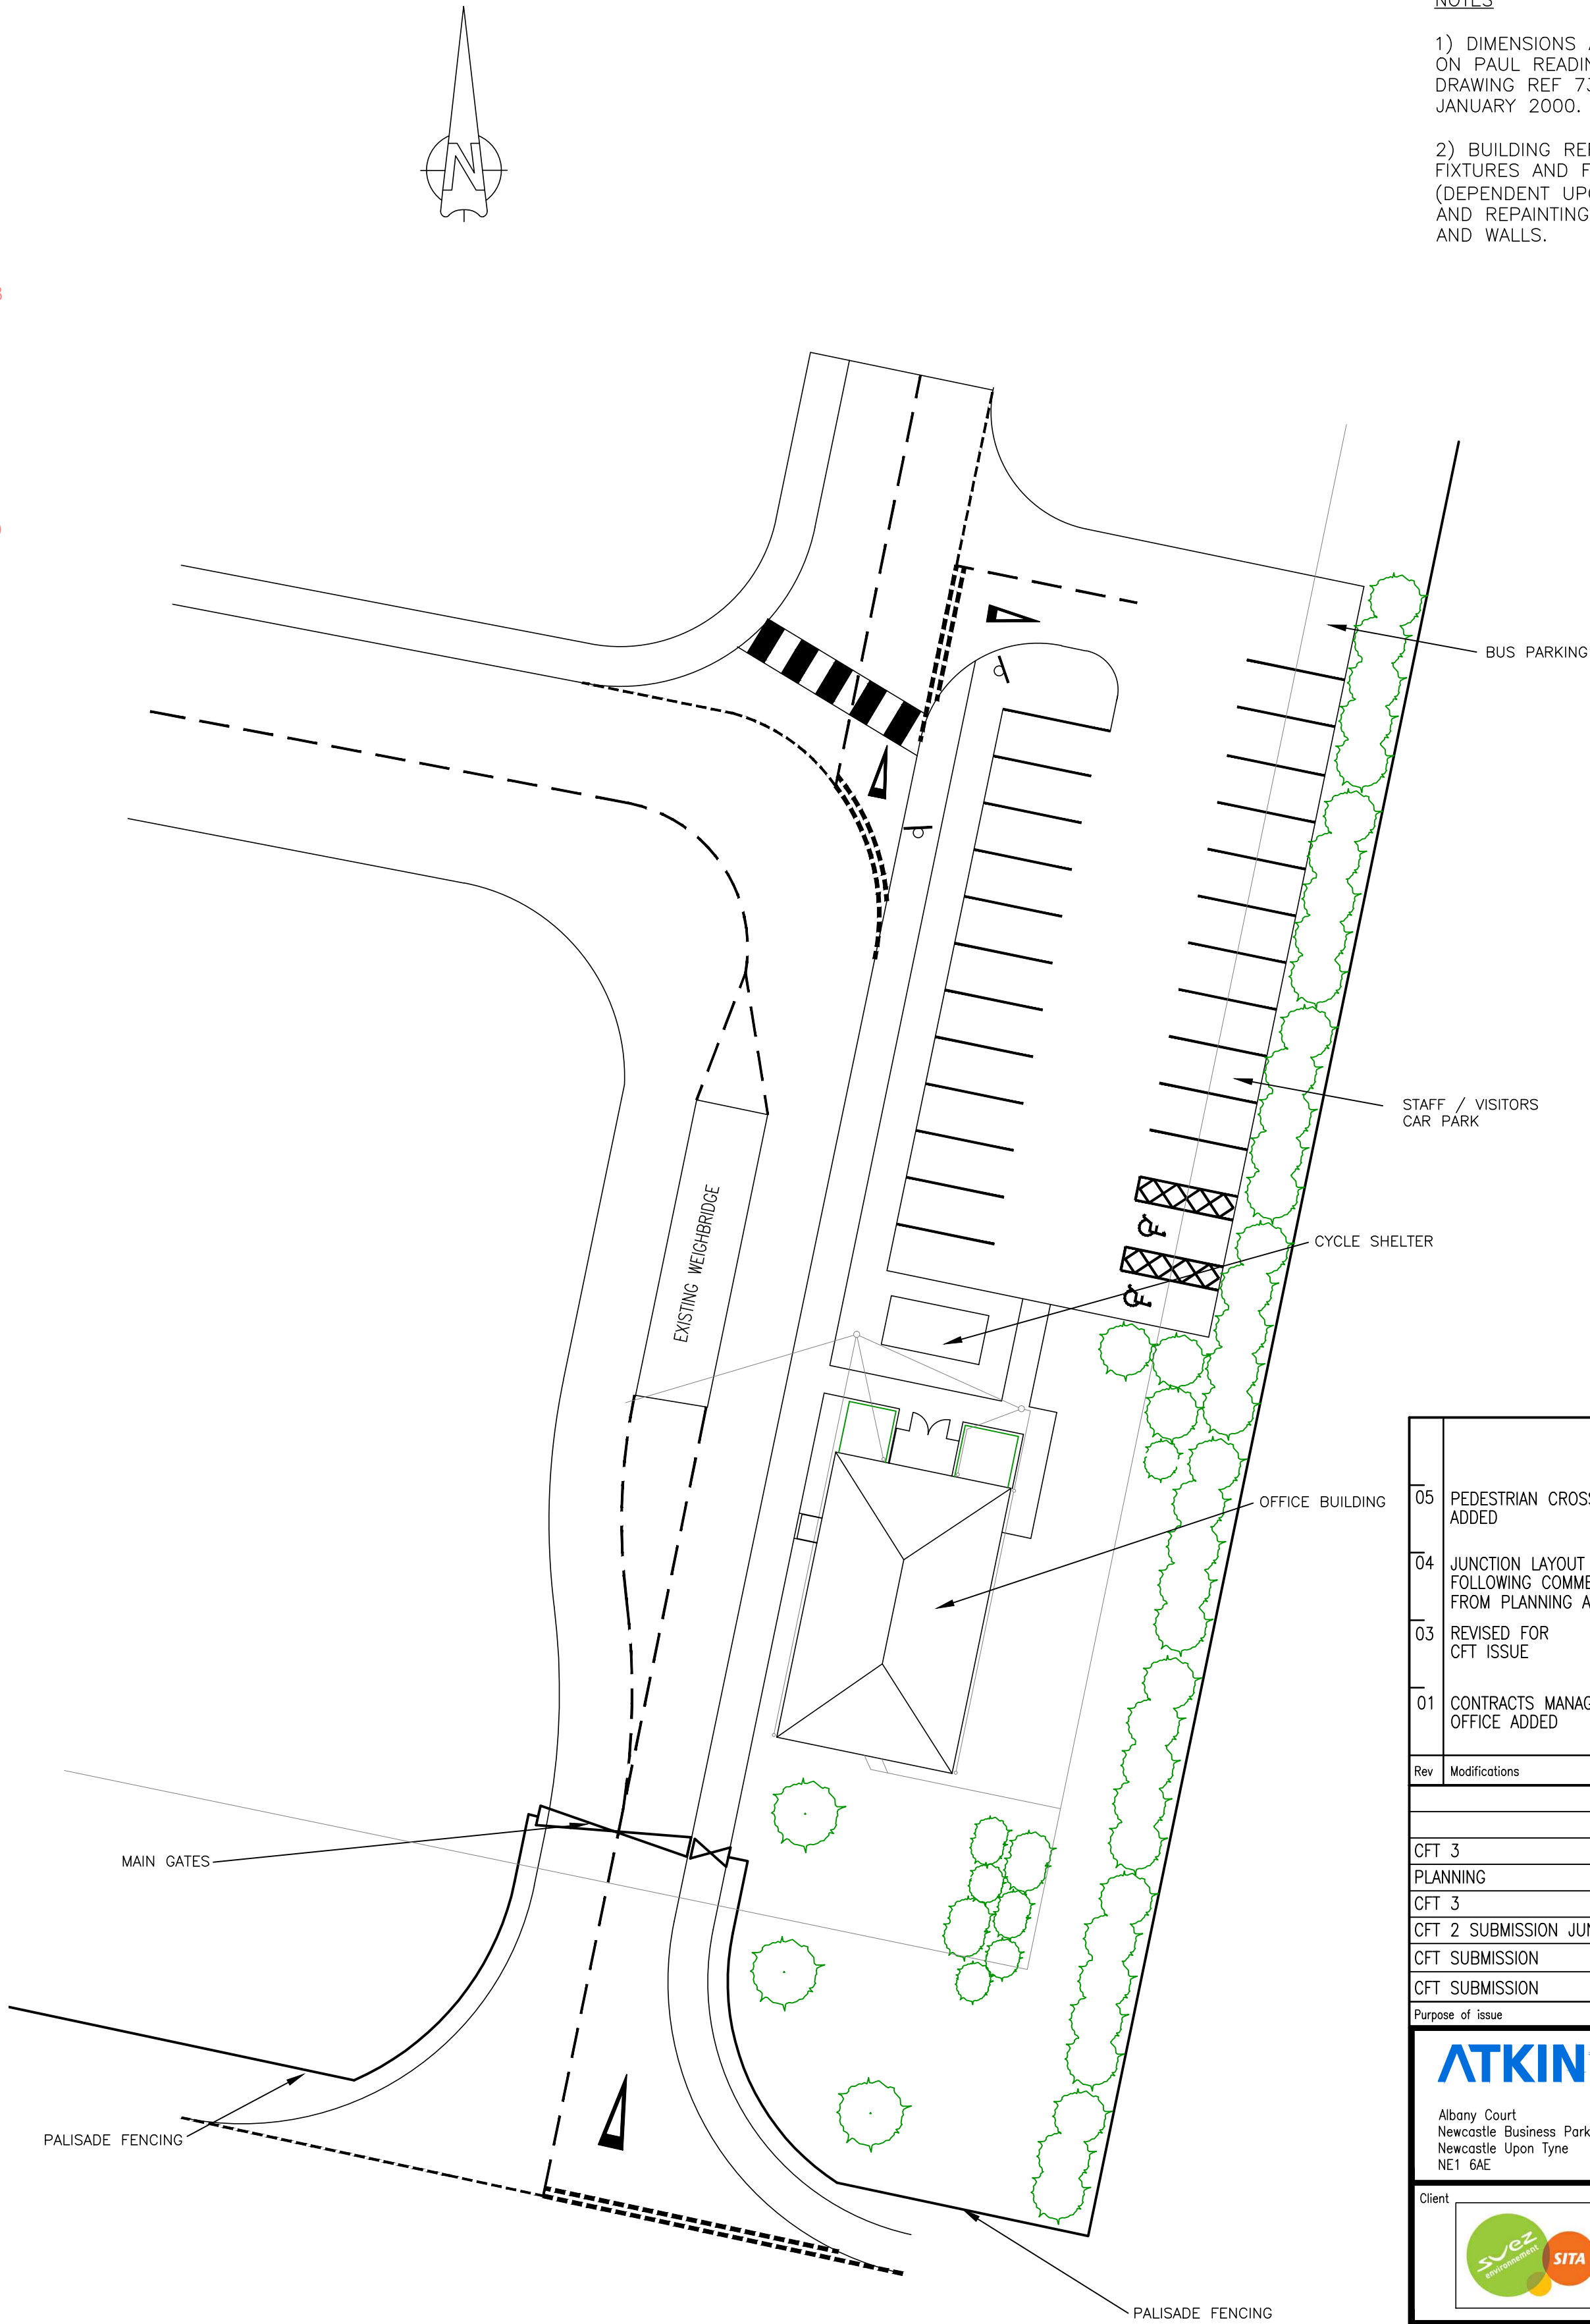 NOTES
1) DIMENSIONS
ON PAUL READIN
DRAWING REF 7
JANUARY 2000.
2) BUILDING RE
FIXTURES AND F
(DEPENDENT UP
AND REPAINTING
AND WALLS.
N
BUS PARKING
STAFF / VISITORS
CAR PARK
EXISTING WEIGHBRIDGE
CYCLE SHELTER
OFFICE BUILDING
MAIN GATES
PALISADE FENCING
PALISADE FENCING
05 PEDESTRIAN CROSS
ADDED
04 JUNCTION LAYOUT
FOLLOWING COMME
FROM PLANNING A
03 REVISED FOR
CFT ISSUE
01 CONTRACTS MANAG
OFFICE ADDED
Rev Modifications
CFT 3
PLANNING
CFT 3
CFT 2 SUBMISSION JU
CFT SUBMISSION
CFT SUBMISSION
Purpose of issue
ATKIN
Albany Court
Newcastle Business Park
Newcastle Upon Tyne
NE1 6AE
Client
suez
environnement
SITA